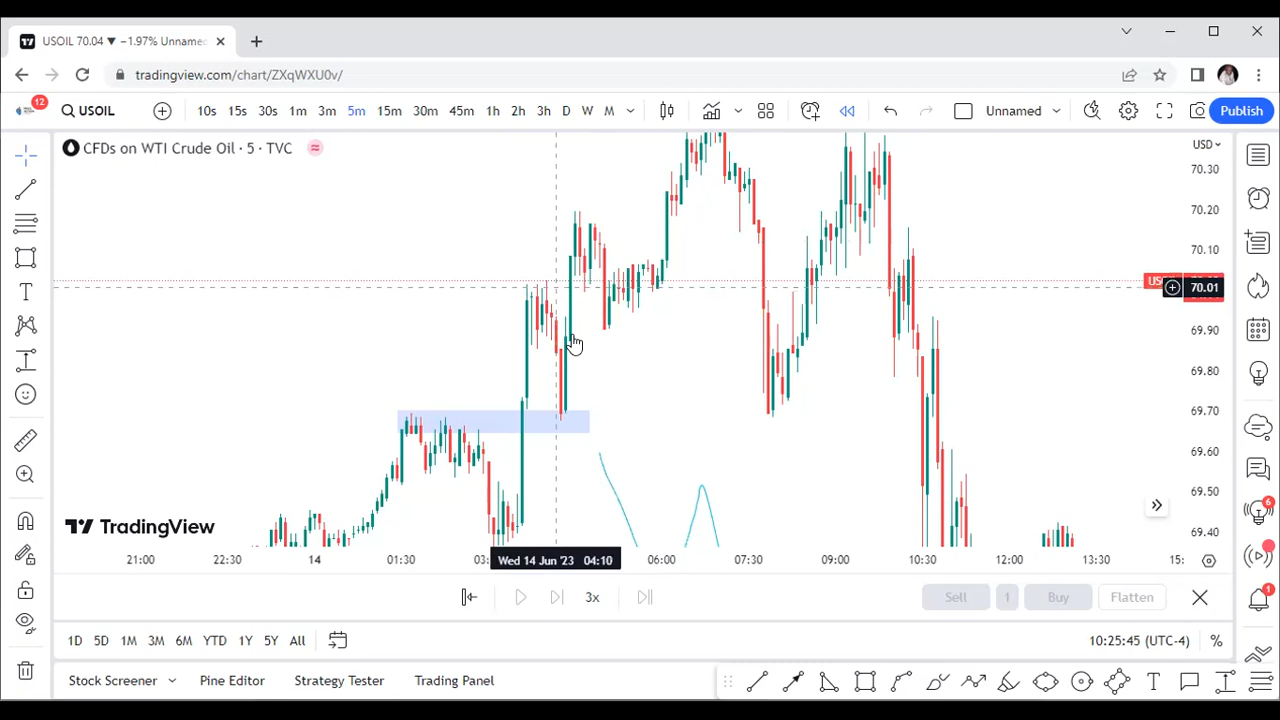 USOIL 70.04 ▼ −1.97% Unnamed
tradingview.com/chart/ZXqWXU0v/
12
USOIL
10s 15s 30s 1m 3m 5m 15m 30m 45m 1h 2h 3h D W M
Unnamed
Publish
CFDs on WTI Crude Oil · 5 · TVC
USD
70.30
70.20
70.10
70.01
69.90
69.80
69.70
69.60
69.50
69.40
TradingView
21:00 22:30 14 01:30 Wed 14 Jun '23 04:10 06:00 07:30 09:00 10:30 12:00 13:30
3x
Sell 1 Buy Flatten
1D 5D 1M 3M 6M YTD 1Y 5Y All
10:25:45 (UTC-4) %
Stock Screener Pine Editor Strategy Tester Trading Panel
6
1